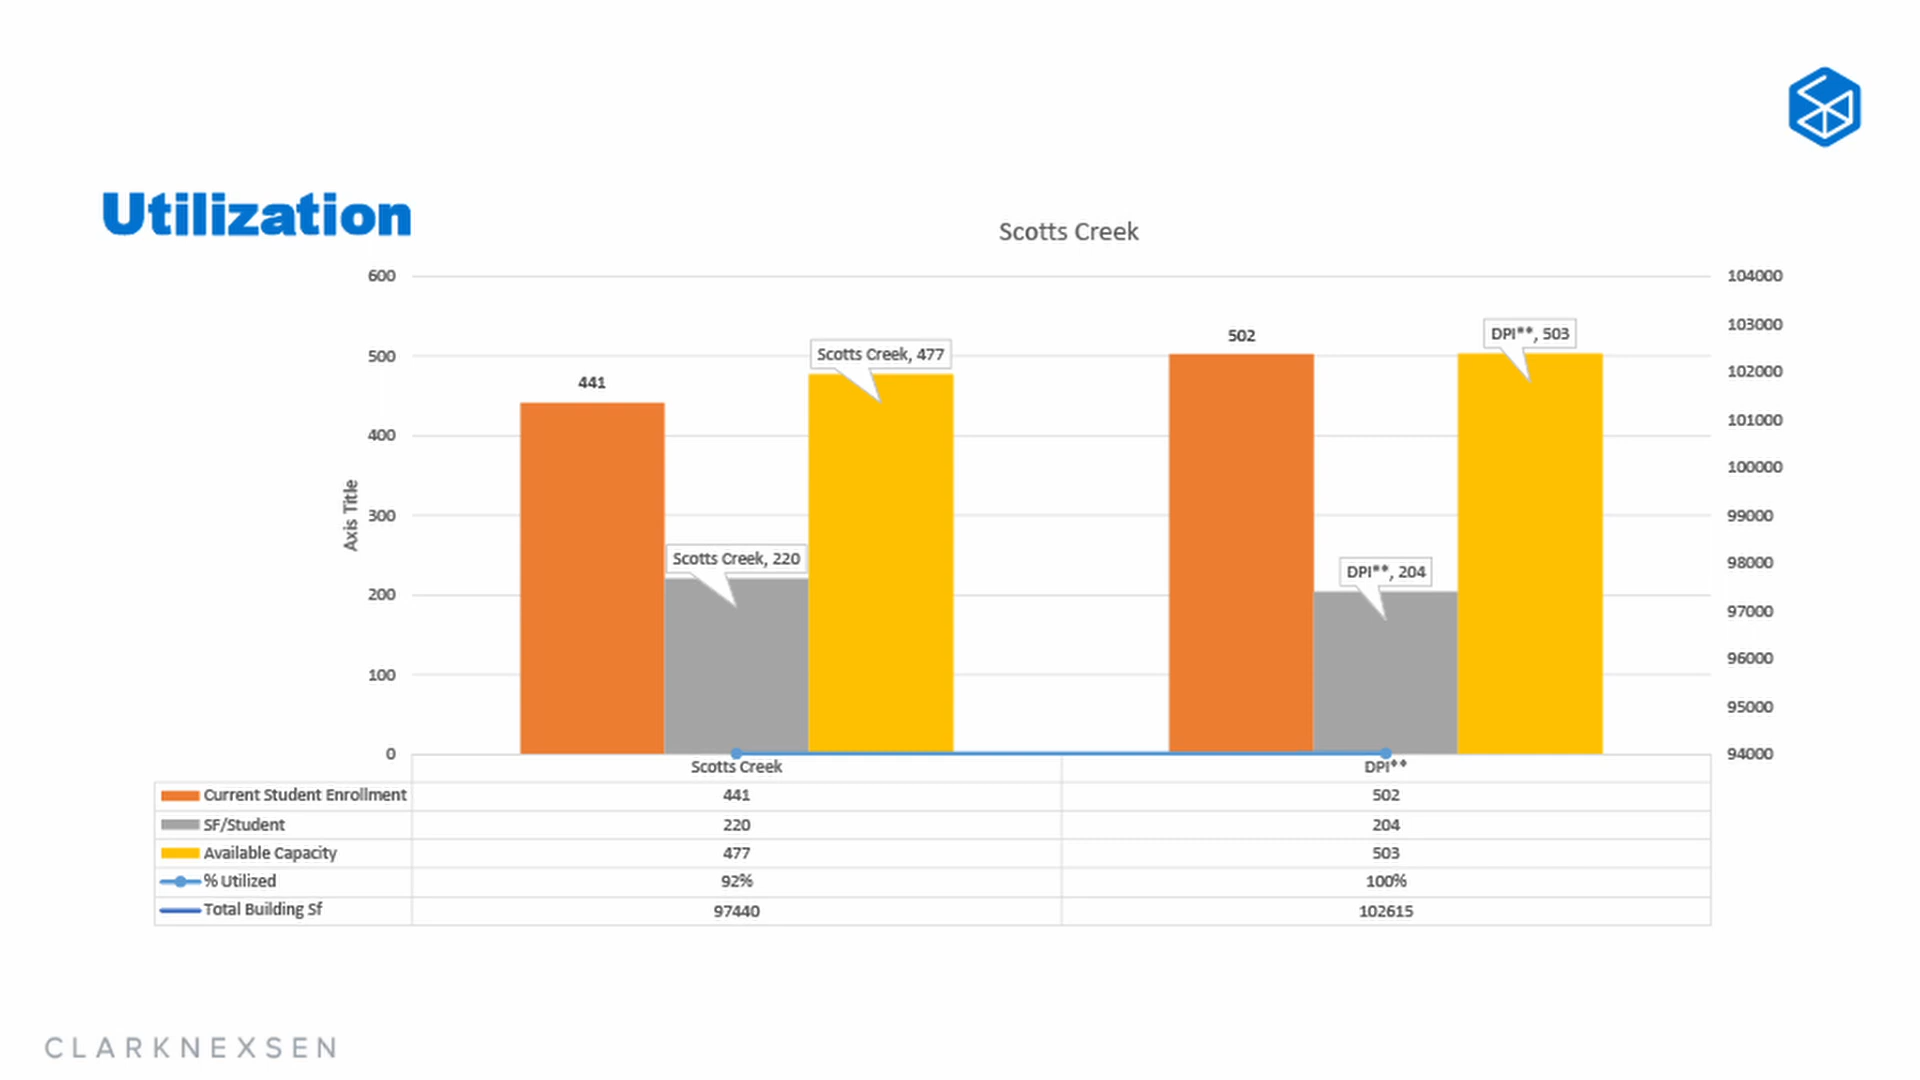 Utilization
Scotts Creek
600
500
400
300
200
100
0
Axis Title
104000
103000
102000
101000
100000
99000
98000
97000
96000
95000
94000
441
Scotts Creek, 220
Scotts Creek, 477
502
DPI**, 204
DPI**, 503
Scotts Creek DPI**
Current Student Enrollment 441 502
SF/Student 220 204
Available Capacity 477 503
% Utilized 92% 100%
Total Building Sf 97440 102615
CLARKNEXSEN